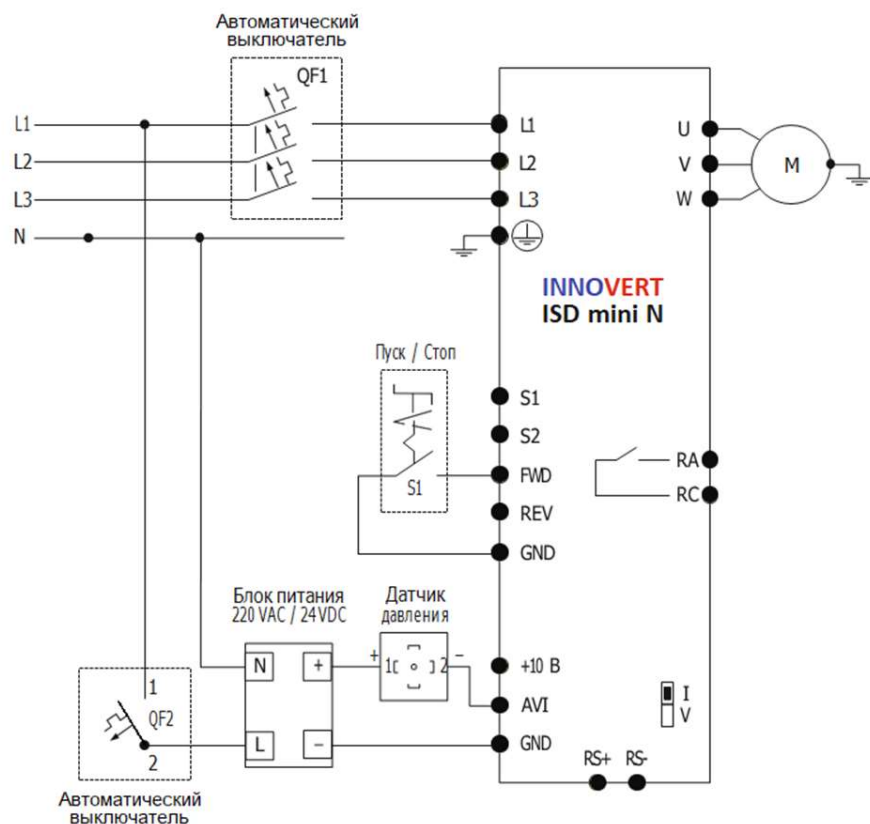 Автоматический
выключатель
QF1
L1
L2
L3
N
L1
L2
L3
U
V
W
M
INNOVERT
ISD mini N
Пуск / Стоп
S1
S1
S2
FWD
REV
GND
RA
RC
Блок питания
220 VAC / 24VDC
Датчик
давления
N
+
L
–
+
1
2
–
+10 В
AVI
GND
I
V
RS+ RS-
1
QF2
2
Автоматический
выключатель